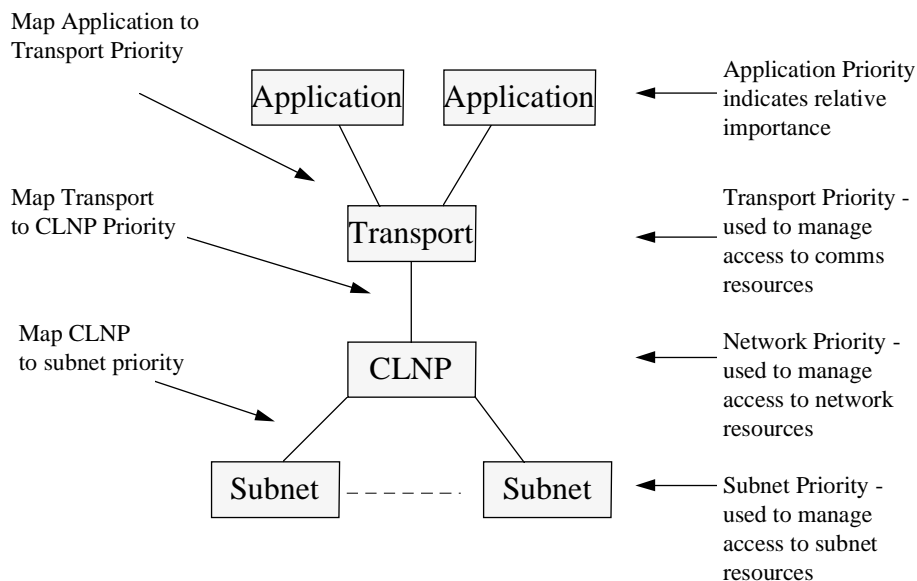 Map Application to
Transport Priority
Application
Application
Application Priority
indicates relative
importance
Map Transport
to CLNP Priority
Transport
Transport Priority -
used to manage
access to comms
resources
Map CLNP
to subnet priority
CLNP
Network Priority -
used to manage
access to network
resources
Subnet
Subnet
Subnet Priority -
used to manage
access to subnet
resources